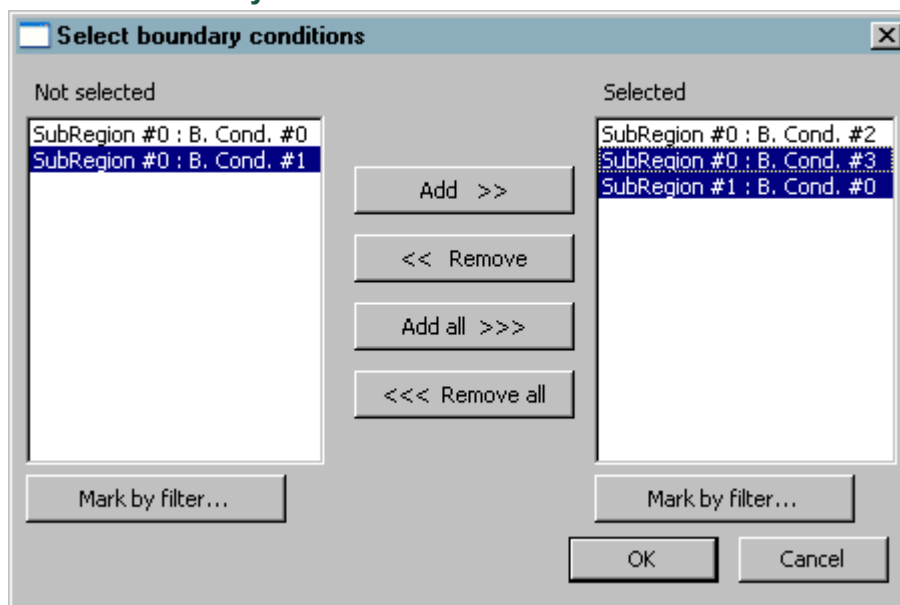 Select boundary conditions
Not selected
Selected
SubRegion #0 : B. Cond. #0
SubRegion #0 : B. Cond. #1
SubRegion #0 : B. Cond. #2
SubRegion #0 : B. Cond. #3
SubRegion #1 : B. Cond. #0
Add >>
<< Remove
Add all >>>
<<< Remove all
Mark by filter...
Mark by filter...
OK
Cancel